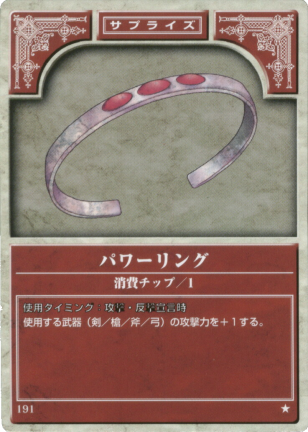 サプライズ
パワーリング
消費チップ／1
使用タイミング　攻撃・反撃宣言時
使用する武器（剣／槍／斧／弓）の攻撃力を＋1する。
191
★